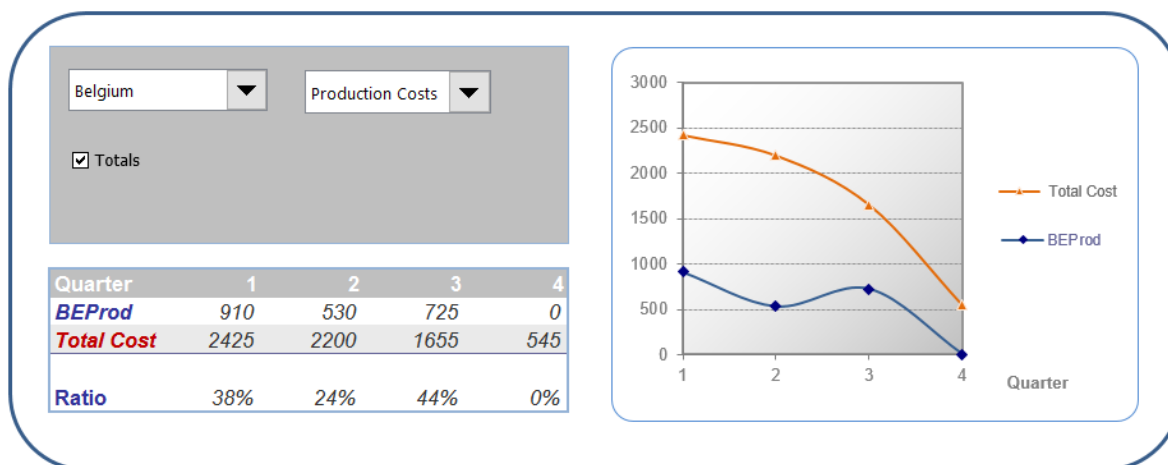 Belgium
Production Costs
Totals
Quarter 1 2 3 4
BEProd 910 530 725 0
Total Cost 2425 2200 1655 545
Ratio 38% 24% 44% 0%
3000
2500
2000
1500
1000
500
0
1 2 3 4
Quarter
Total Cost
BEProd